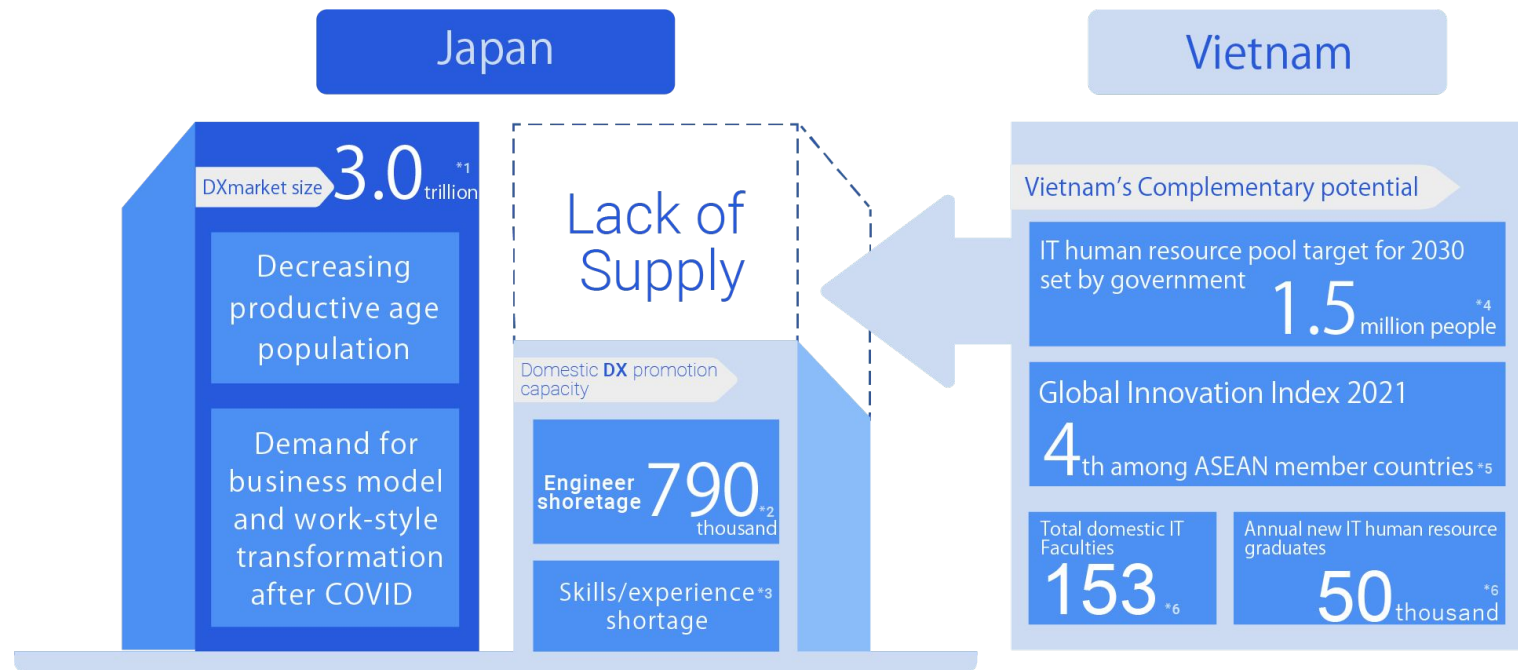 Japan
DXmarket size
3.0 *1
trillion
Decreasing
productive age
population
Demand for
business model
and work-style
transformation
after COVID
Lack of
Supply
Domestic DX promotion
capacity
Engineer
shoretage
790 *2
thousand
Skills/experience *3
shortage
Vietnam
Vietnam's Complementary potential
IT human resource pool target for 2030
set by government
1.5 *4
million people
Global Innovation Index 2021
4th among ASEAN member countries *5
Total domestic IT
Faculties
153 *6
Annual new IT human resource
graduates
50 *6
thousand